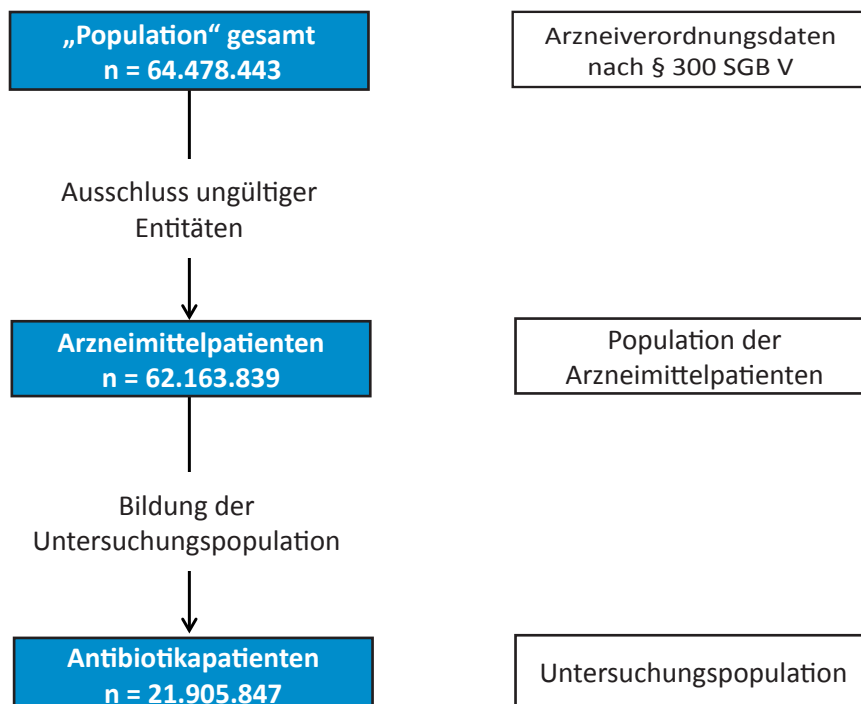 „Population“ gesamt
n = 64.478.443
Arzneiverordnungsdaten
nach § 300 SGB V
Ausschluss ungültiger
Entitäten
Arzneimittelpatienten
n = 62.163.839
Population der
Arzneimittelpatienten
Bildung der
Untersuchungspopulation
Antibiotikapatienten
n = 21.905.847
Untersuchungspopulation